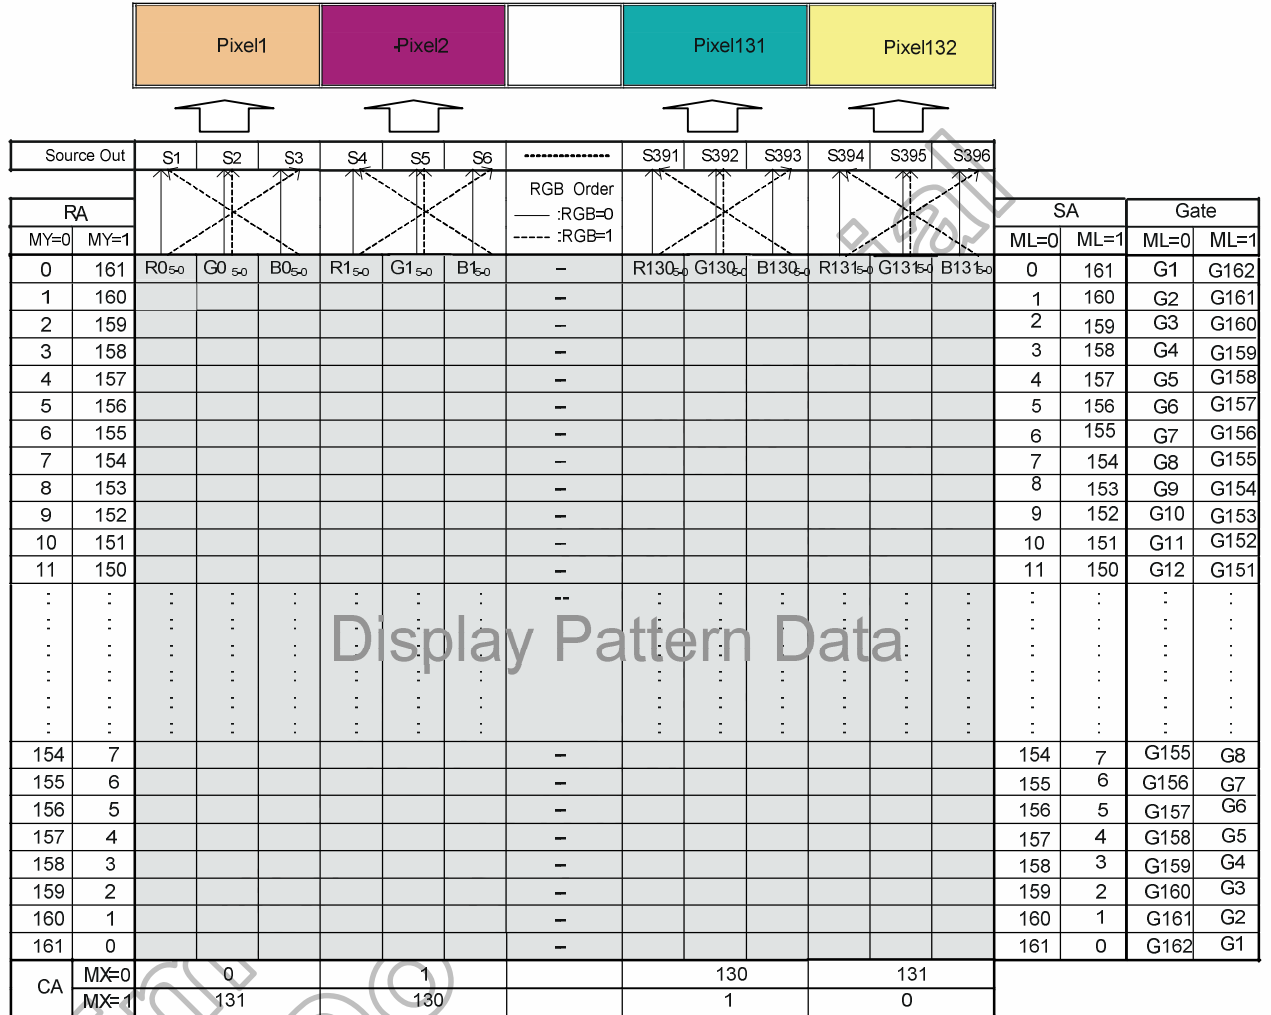 Pixel1 -Pixel2 Pixel131 Pixel132
Source Out S1 S2 S3 S4 S5 S6 --------------- S391 S392 S393 S394 S395 S396
RGB Order
:RGB=0
:RGB=1
RA SA Gate
MY=0 MY=1 ML=0 ML=1 ML=0 ML=1
0 161 R05-0 G05-0 B05-0 R15-0 G15-0 B15-0 – R1305-0 G1305-0 B1305-0 R1315-0 G1315-0 B1315-0 0 161 G1 G162
1 160 – 1 160 G2 G161
2 159 – 2 159 G3 G160
3 158 – 3 158 G4 G159
4 157 – 4 157 G5 G158
5 156 – 5 156 G6 G157
6 155 – 6 155 G7 G156
7 154 – 7 154 G8 G155
8 153 – 8 153 G9 G154
9 152 – 9 152 G10 G153
10 151 – 10 151 G11 G152
11 150 – 11 150 G12 G151
Display Pattern Data
154 7 – 154 7 G155 G8
155 6 – 155 6 G156 G7
156 5 – 156 5 G157 G6
157 4 – 157 4 G158 G5
158 3 – 158 3 G159 G4
159 2 – 159 2 G160 G3
160 1 – 160 1 G161 G2
161 0 – 161 0 G162 G1
CA MX=0 0 1 130 131
MX=1 131 130 1 0